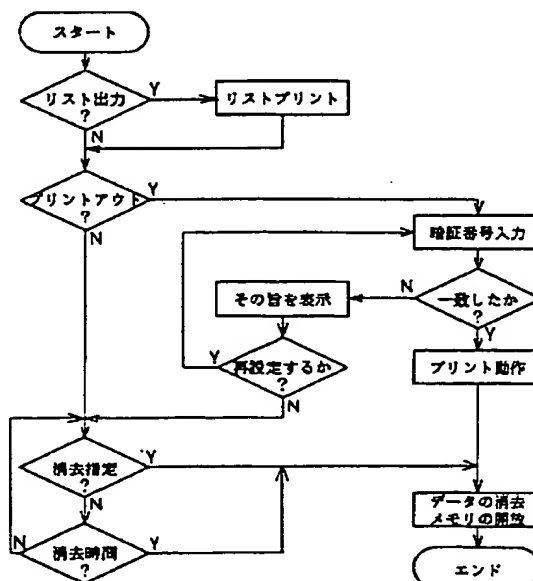 スタート
リスト出力
?
Y
リストプリント
N
プリントアウト
?
Y
N
暗証番号入力
一致したか
?
N
Y
その旨を表示
再設定するか
?
Y
N
プリント動作
消去指定
?
Y
N
データの消去
メモリの開放
消去時間
?
N
Y
エンド